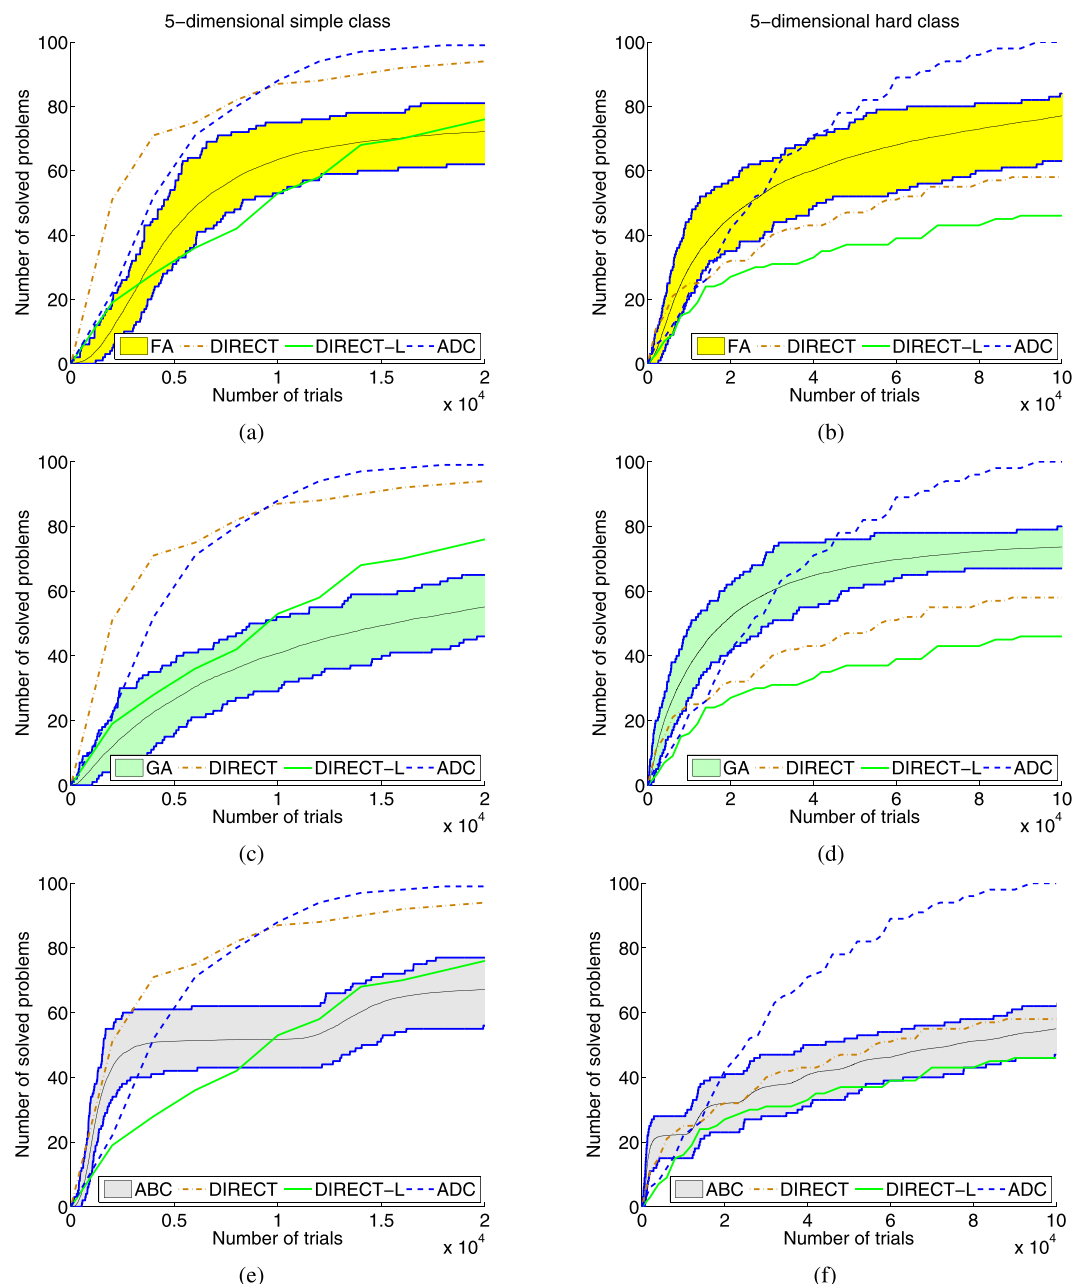 5−dimensional simple class
5−dimensional hard class
Number of solved problems
100
80
60
40
20
0
FA DIRECT DIRECT−L ADC
0 0.5 1 1.5 2
Number of trials
x 10^4
(a)
Number of solved problems
100
80
60
40
20
0
FA DIRECT DIRECT−L ADC
0 2 4 6 8 10
Number of trials
x 10^4
(b)
Number of solved problems
100
80
60
40
20
0
GA DIRECT DIRECT−L ADC
0 0.5 1 1.5 2
Number of trials
x 10^4
(c)
Number of solved problems
100
80
60
40
20
0
GA DIRECT DIRECT−L ADC
0 2 4 6 8 10
Number of trials
x 10^4
(d)
Number of solved problems
100
80
60
40
20
0
ABC DIRECT DIRECT−L ADC
0 0.5 1 1.5 2
Number of trials
x 10^4
(e)
Number of solved problems
100
80
60
40
20
0
ABC DIRECT DIRECT−L ADC
0 2 4 6 8 10
Number of trials
x 10^4
(f)